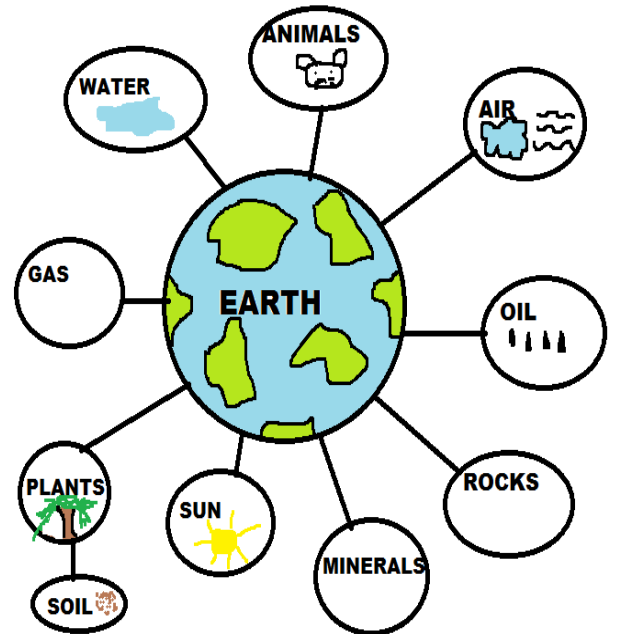 ANIMALS
WATER
AIR
GAS
EARTH
OIL
PLANTS
SUN
ROCKS
MINERALS
SOIL